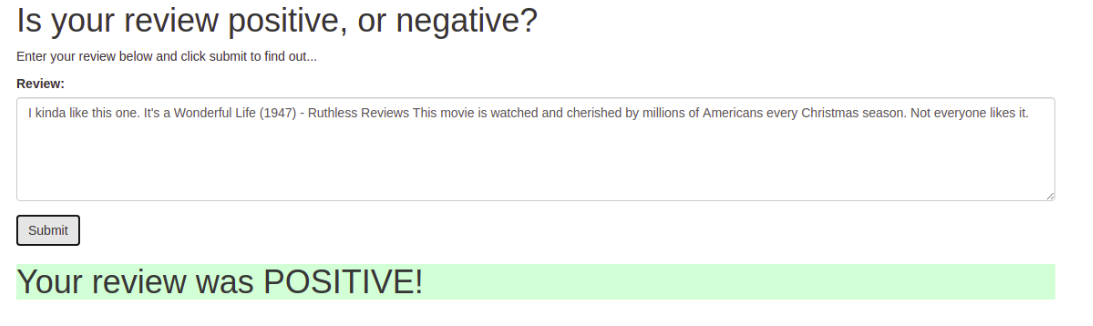 Is your review positive, or negative?
Enter your review below and click submit to find out...
Review:
I kinda like this one. It's a Wonderful Life (1947) - Ruthless Reviews This movie is watched and cherished by millions of Americans every Christmas season. Not everyone likes it.
Submit
Your review was POSITIVE!